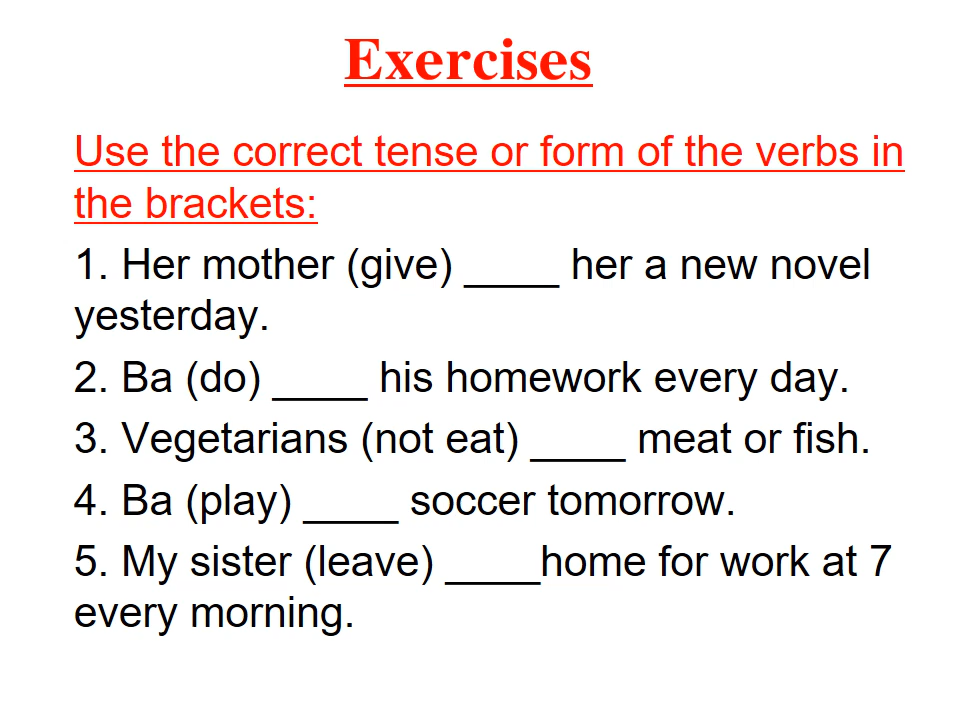 Exercises
Use the correct tense or form of the verbs in
the brackets:
1. Her mother (give) ____ her a new novel
yesterday.
2. Ba (do) ____ his homework every day.
3. Vegetarians (not eat) ____ meat or fish.
4. Ba (play) ____ soccer tomorrow.
5. My sister (leave) ____home for work at 7
every morning.